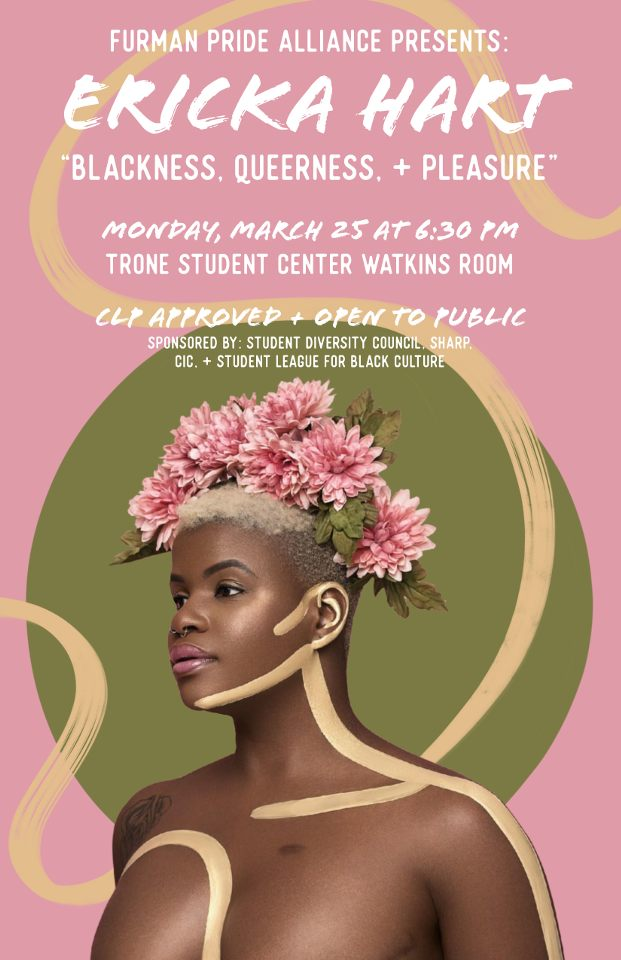 FURMAN PRIDE ALLIANCE PRESENTS:
ERICKA HART
“BLACKNESS, QUEERNESS, + PLEASURE”
MONDAY, MARCH 25 AT 6:30 PM
TRONE STUDENT CENTER WATKINS ROOM
CLP APPROVED + OPEN TO PUBLIC
SPONSORED BY: STUDENT DIVERSITY COUNCIL, SHARP,
CIC, + STUDENT LEAGUE FOR BLACK CULTURE